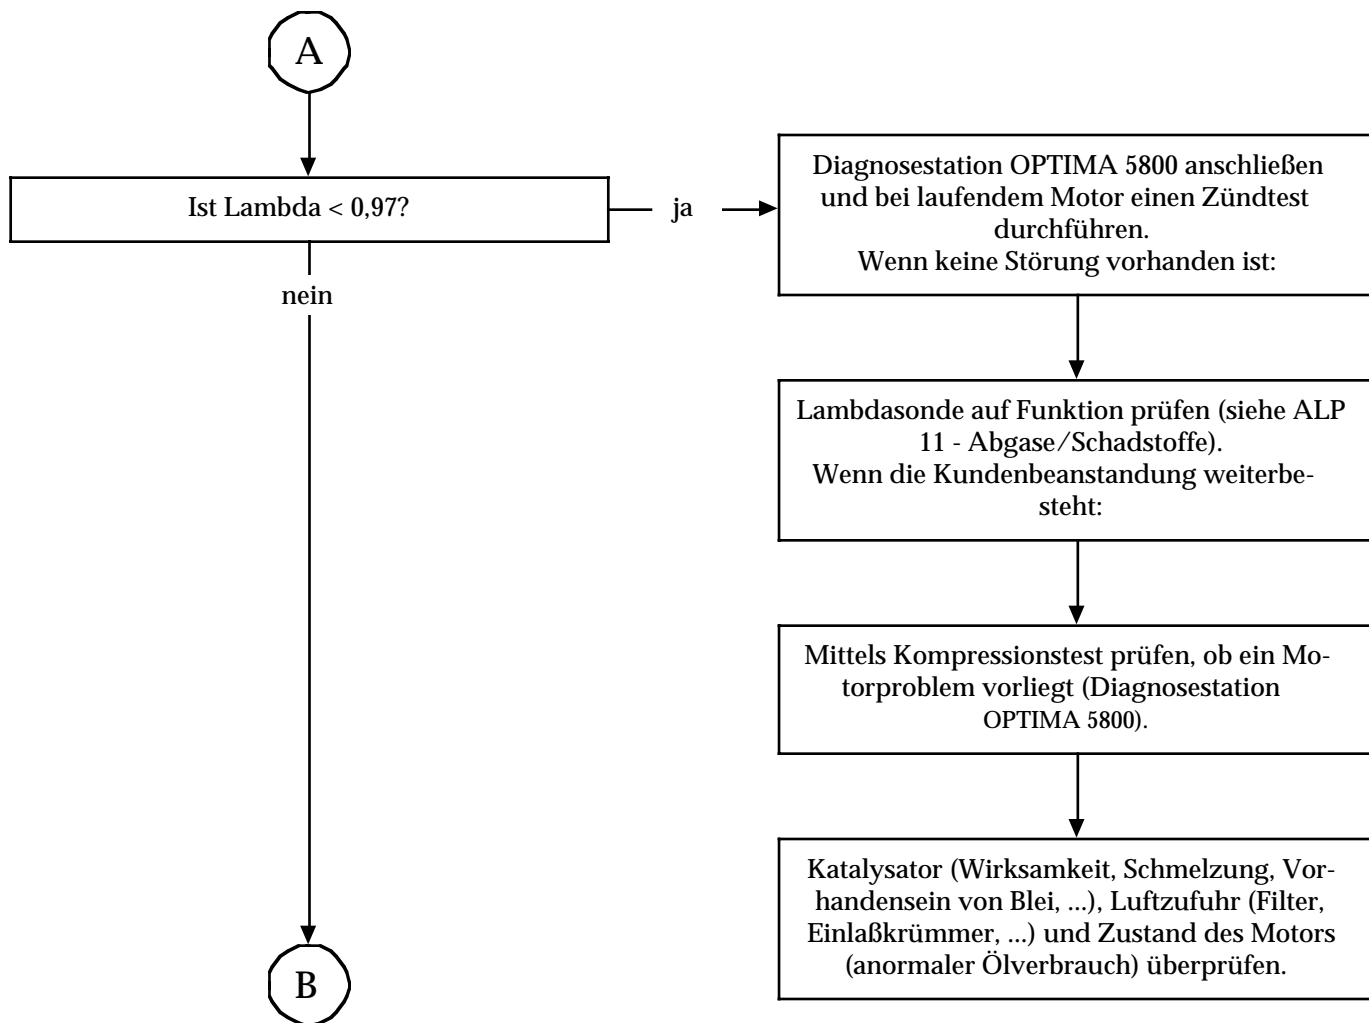 A
Ist Lambda < 0,97?
ja
nein
B
Diagnosestation OPTIMA 5800 anschließen
und bei laufendem Motor einen Zündtest
durchführen.
Wenn keine Störung vorhanden ist:
Lambdasonde auf Funktion prüfen (siehe ALP
11 - Abgase/Schadstoffe).
Wenn die Kundenbeanstandung weiterbe-
steht:
Mittels Kompressionstest prüfen, ob ein Mo-
torproblem vorliegt (Diagnosestation
OPTIMA 5800).
Katalysator (Wirksamkeit, Schmelzung, Vor-
handensein von Blei, ...), Luftzufuhr (Filter,
Einlaßkrümmer, ...) und Zustand des Motors
(anormaler Ölverbrauch) überprüfen.